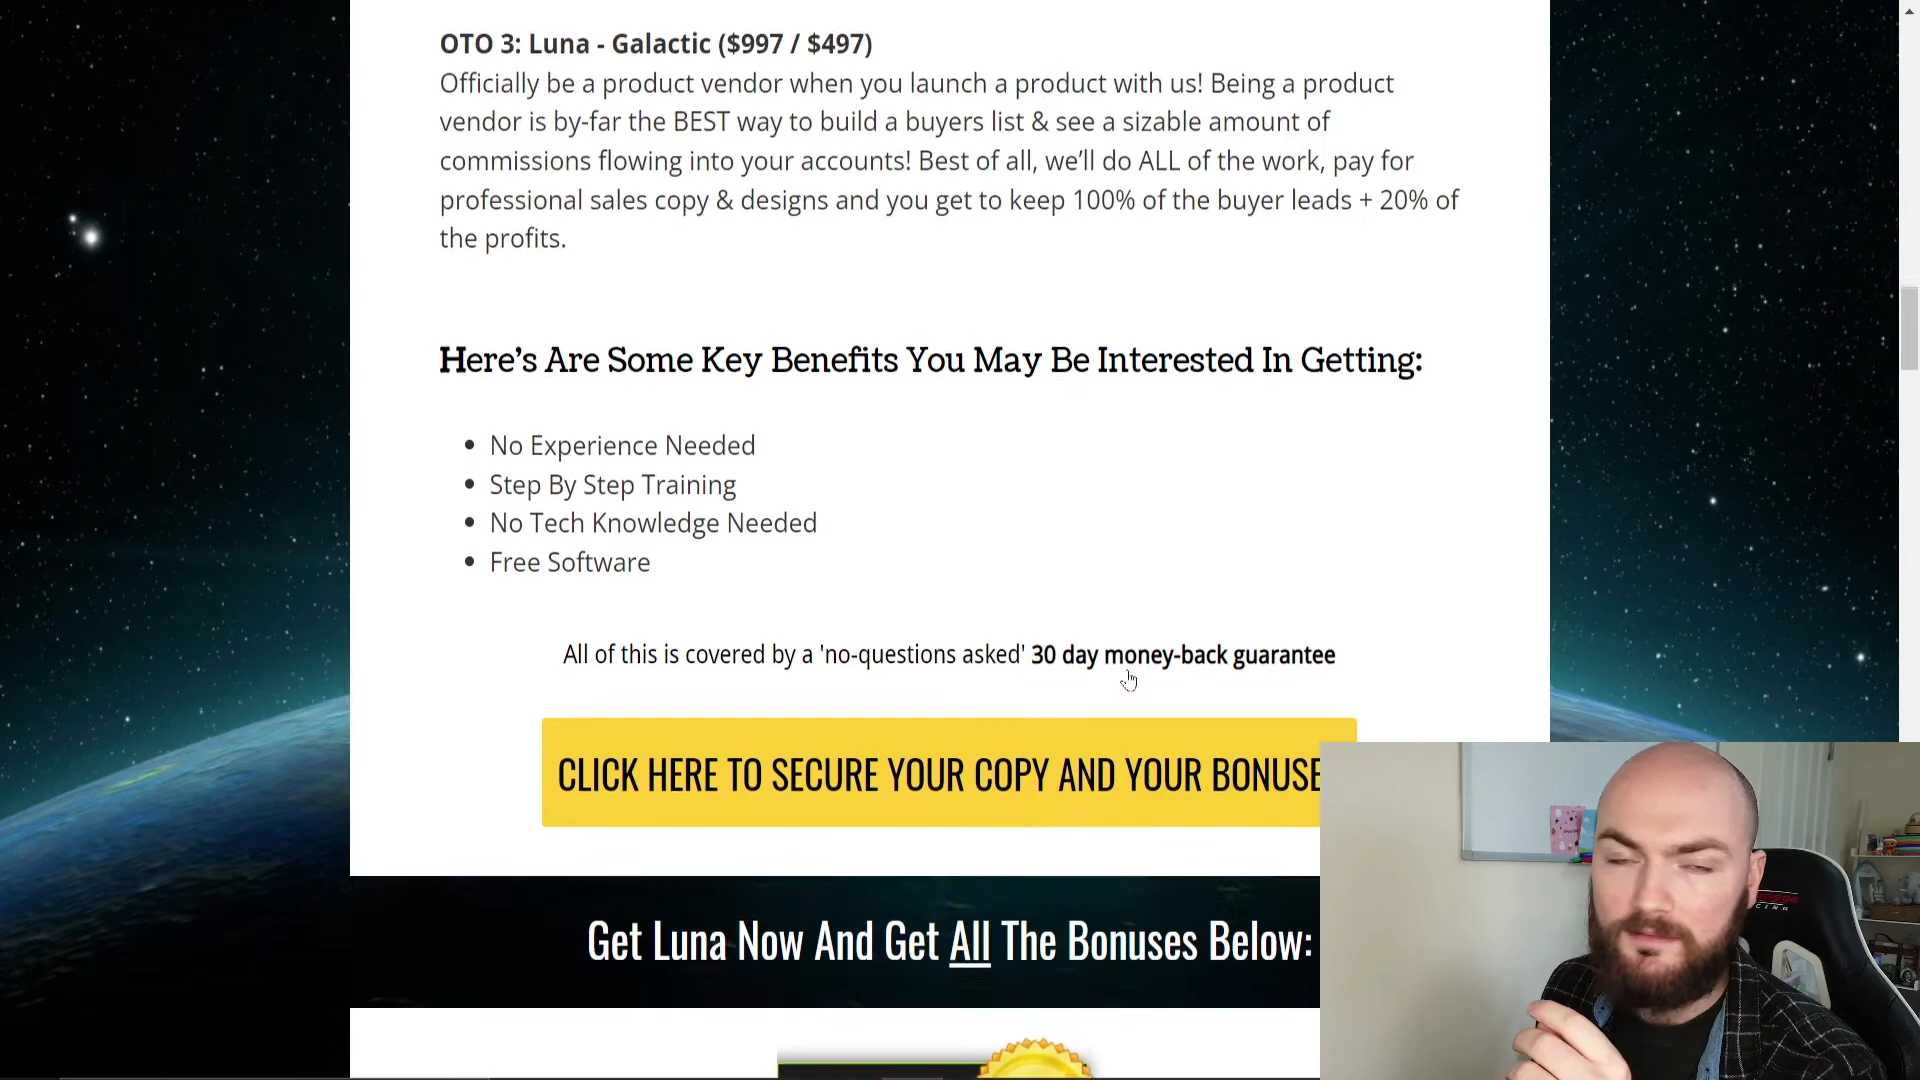 OTO 3: Luna - Galactic ($997 / $497)
Officially be a product vendor when you launch a product with us! Being a product
vendor is by-far the BEST way to build a buyers list & see a sizable amount of
commissions flowing into your accounts! Best of all, we'll do ALL of the work, pay for
professional sales copy & designs and you get to keep 100% of the buyer leads + 20% of
the profits.
Here's Are Some Key Benefits You May Be Interested In Getting:
No Experience Needed
Step By Step Training
No Tech Knowledge Needed
Free Software
All of this is covered by a 'no-questions asked' 30 day money-back guarantee
CLICK HERE TO SECURE YOUR COPY AND YOUR BONUSE
Get Luna Now And Get All The Bonuses Below: